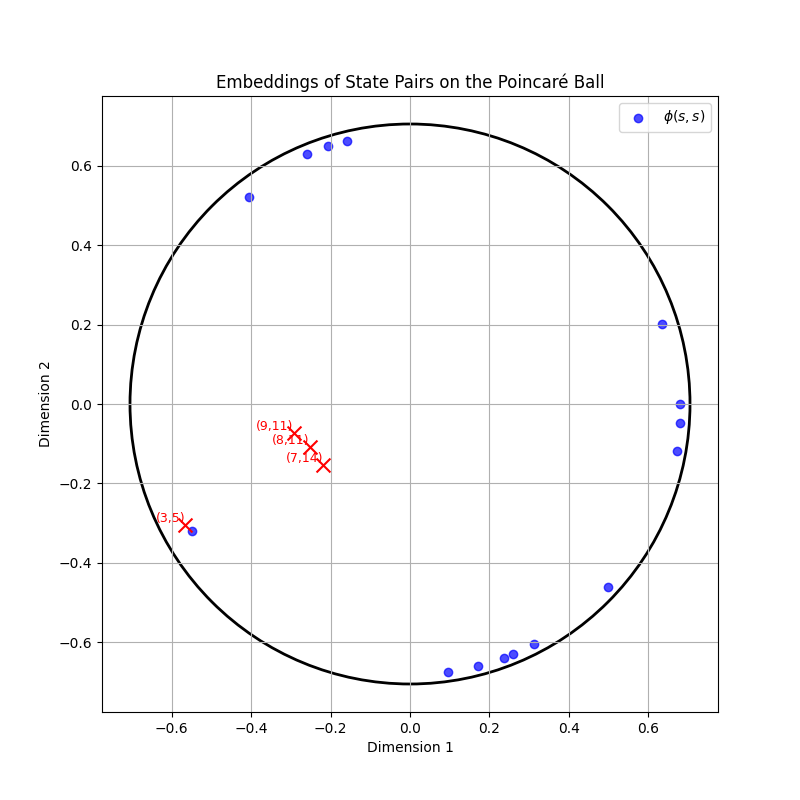 Embeddings of State Pairs on the Poincaré Ball
ϕ(s, s)
0.6
0.4
0.2
0.0
−0.2
−0.4
−0.6
Dimension 2
(9,11)
(8,11)
(7,14)
(3,5)
−0.6 −0.4 −0.2 0.0 0.2 0.4 0.6
Dimension 1